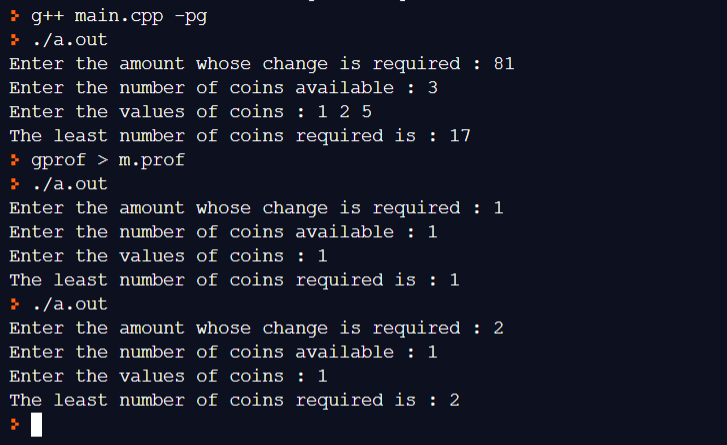 g++ main.cpp -pg
./a.out
Enter the amount whose change is required : 81
Enter the number of coins available : 3
Enter the values of coins : 1 2 5
The least number of coins required is : 17
gprof > m.prof
./a.out
Enter the amount whose change is required : 1
Enter the number of coins available : 1
Enter the values of coins : 1
The least number of coins required is : 1
./a.out
Enter the amount whose change is required : 2
Enter the number of coins available : 1
Enter the values of coins : 1
The least number of coins required is : 2